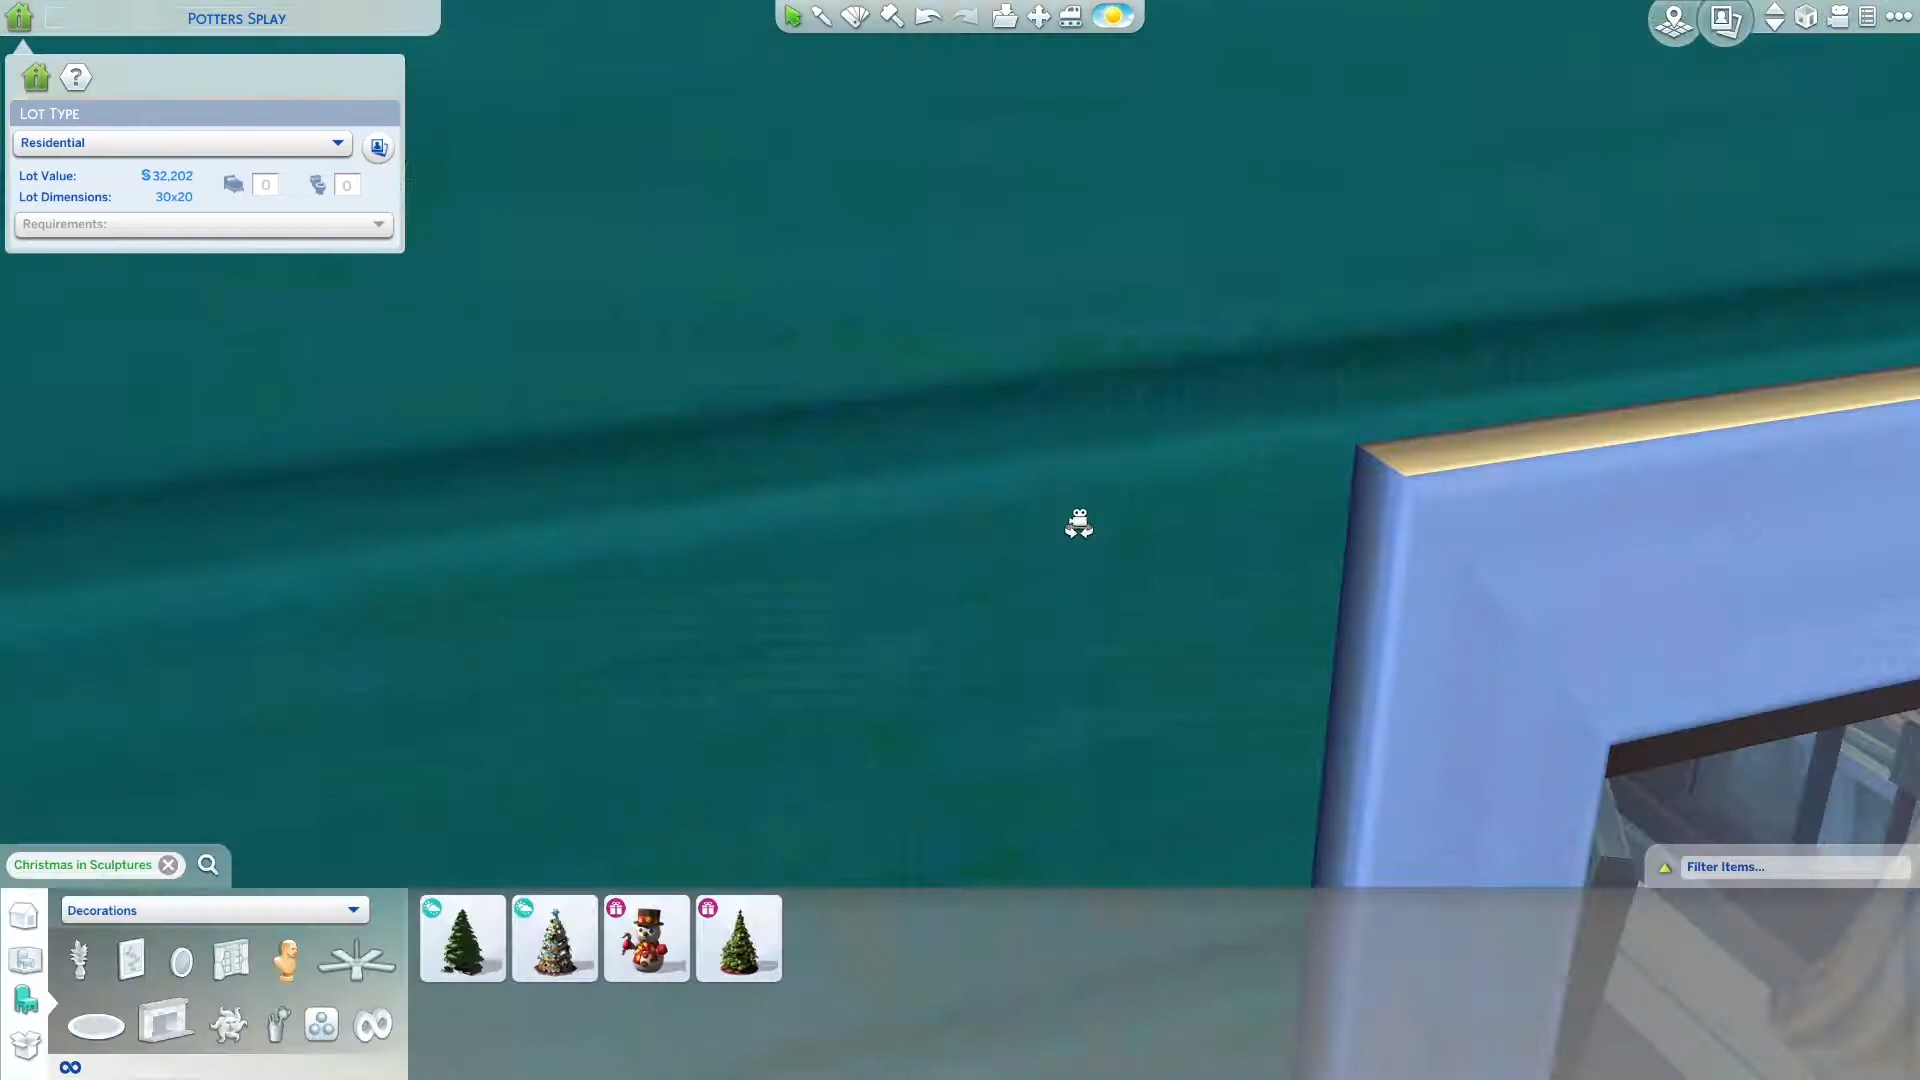 Potters Splay
?
Lot Type
Residential
Lot Value: §32,202 0 0
Lot Dimensions: 30x20
Requirements:
Christmas in Sculptures
Filter Items...
Decorations